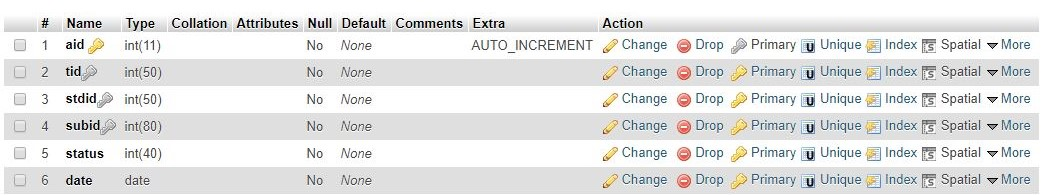 # Name Type Collation Attributes Null Default Comments Extra Action
1 aid int(11) No None AUTO_INCREMENT Change Drop Primary Unique Index Spatial More
2 tid int(50) No None Change Drop Primary Unique Index Spatial More
3 stdid int(50) No None Change Drop Primary Unique Index Spatial More
4 subid int(80) No None Change Drop Primary Unique Index Spatial More
5 status int(40) No None Change Drop Primary Unique Index Spatial More
6 date date No None Change Drop Primary Unique Index Spatial More